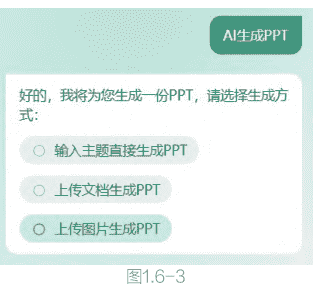 AI生成PPT
好的，我将为您生成一份PPT，请选择生成方
式：
输入主题直接生成PPT
上传文档生成PPT
上传图片生成PPT
图1.6-3